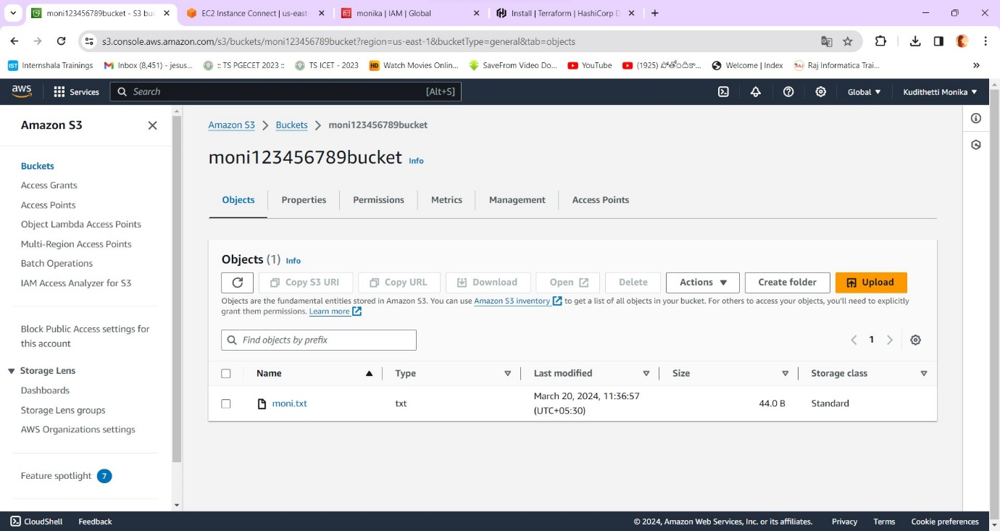 moni123456789bucket - S3 buc
EC2 Instance Connect | us-east-
monika | IAM | Global
Install | Terraform | HashiCorp D
s3.console.aws.amazon.com/s3/buckets/moni123456789bucket?region=us-east-1&bucketType=general&tab=objects
IST Internshala Trainings
Inbox (8,451) - jesus...
:: TS PGECET 2023 ::
TS ICET - 2023
HD Watch Movies Onlin...
SaveFrom Video Do...
YouTube
(1925) పోతోందికా...
Welcome | Index
Raj Informatica Trai...
aws
Services
Search
[Alt+S]
Global
Kudithetti Monika
Amazon S3
Buckets
Access Grants
Access Points
Object Lambda Access Points
Multi-Region Access Points
Batch Operations
IAM Access Analyzer for S3
Block Public Access settings for
this account
Storage Lens
Dashboards
Storage Lens groups
AWS Organizations settings
Feature spotlight 7
Amazon S3 > Buckets > moni123456789bucket
moni123456789bucket Info
Objects
Properties
Permissions
Metrics
Management
Access Points
Objects (1) Info
Copy S3 URI
Copy URL
Download
Open
Delete
Actions
Create folder
Upload
Objects are the fundamental entities stored in Amazon S3. You can use Amazon S3 inventory to get a list of all objects in your bucket. For others to access your objects, you'll need to explicitly
grant them permissions. Learn more
Find objects by prefix
1
Name
Type
Last modified
Size
Storage class
moni.txt
txt
March 20, 2024, 11:36:57
(UTC+05:30)
44.0 B
Standard
CloudShell
Feedback
© 2024, Amazon Web Services, Inc. or its affiliates.
Privacy
Terms
Cookie preferences